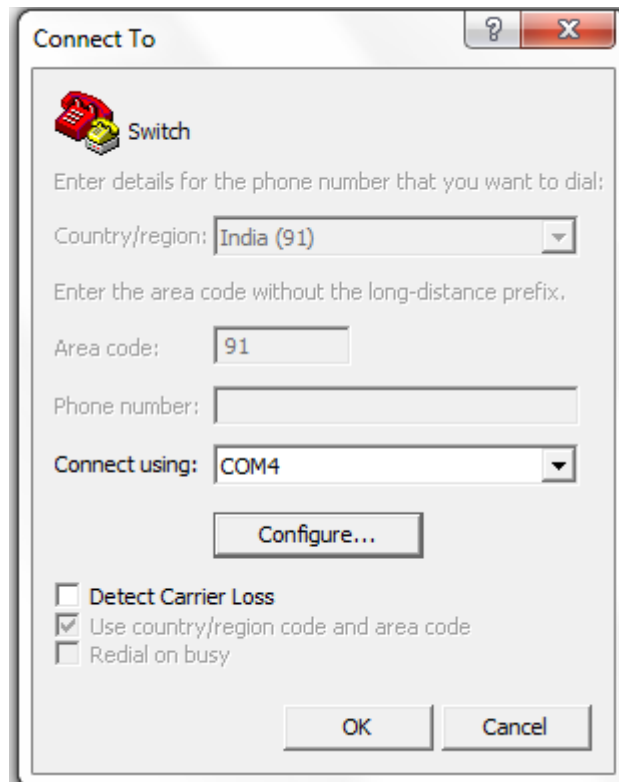 Connect To
?
X
Switch
Enter details for the phone number that you want to dial:
Country/region: India (91)
Enter the area code without the long-distance prefix.
Area code: 91
Phone number:
Connect using: COM4
Configure...
Detect Carrier Loss
Use country/region code and area code
Redial on busy
OK Cancel